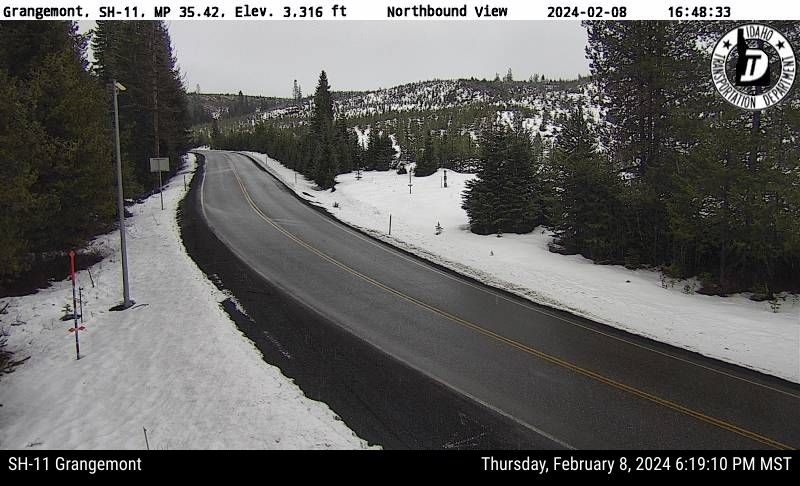 Grangemont, SH-11, MP 35.42, Elev. 3,316 ft Northbound View 2024-02-08 16:48:33
IDAHO
TRANSPORTATION DEPARTMENT
SH-11 Grangemont Thursday, February 8, 2024 6:19:10 PM MST